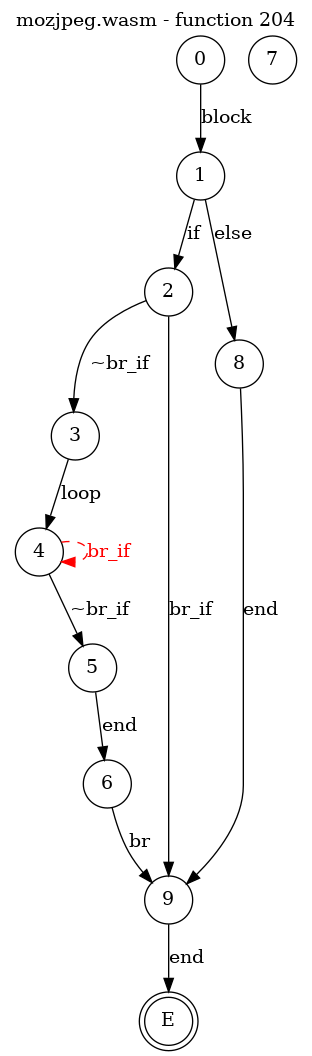 mozjpeg.wasm - function 204
0
7
block
1
if
else
2
8
~br_if
3
loop
4
br_if
~br_if
br_if
end
5
end
6
br
9
end
E